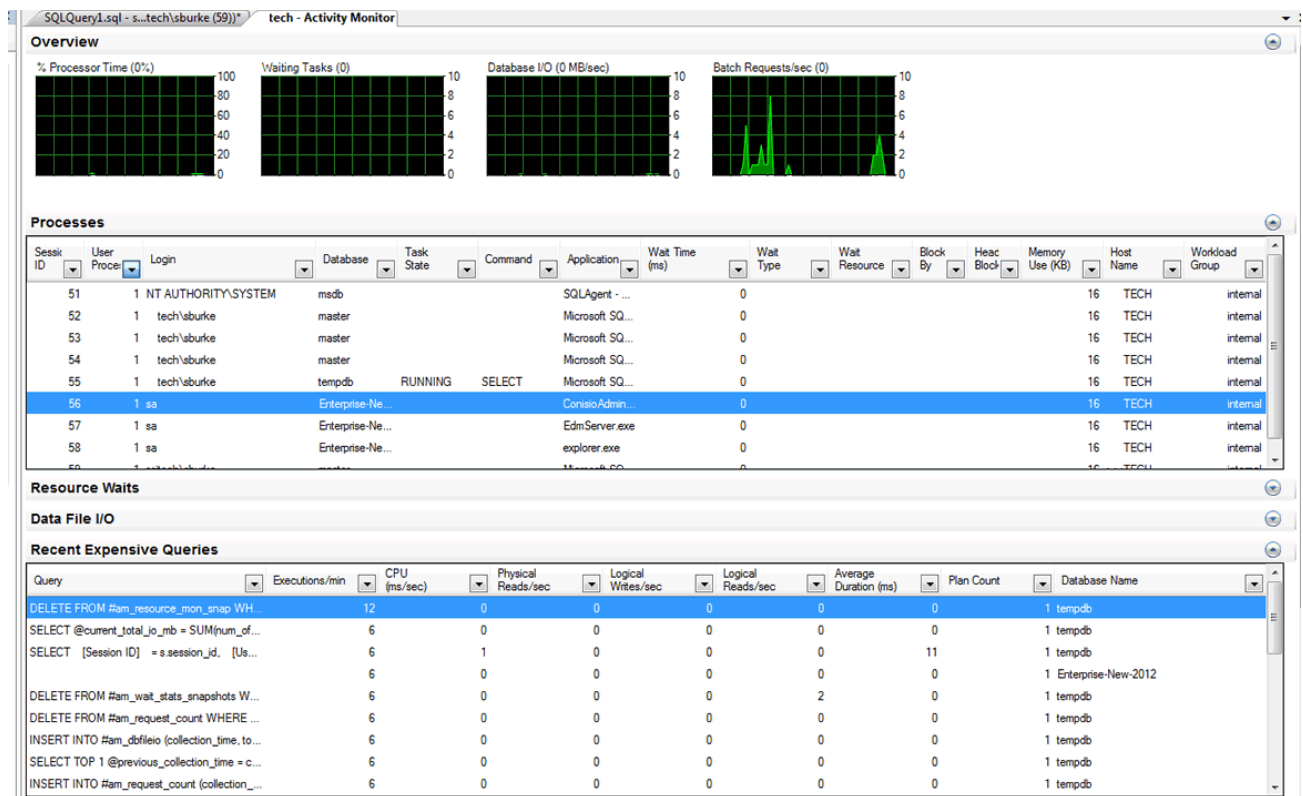 SQLQuery1.sql - s...tech\sburke (59))* tech - Activity Monitor
Overview
% Processor Time (0%) Waiting Tasks (0) Database I/O (0 MB/sec) Batch Requests/sec (0)
100 10 10 10
80 8 8 8
60 6 6 6
40 4 4 4
20 2 2 2
0 0 0 0
Processes
Sessic ID User Proce: Login Database Task State Command Application Wait Time (ms) Wait Type Wait Resource Block By Head Block Memory Use (KB) Host Name Workload Group
51 1 NT AUTHORITY\SYSTEM msdb SQLAgent - ... 0 16 TECH internal
52 1 tech\sburke master Microsoft SQ... 0 16 TECH internal
53 1 tech\sburke master Microsoft SQ... 0 16 TECH internal
54 1 tech\sburke master Microsoft SQ... 0 16 TECH internal
55 1 tech\sburke tempdb RUNNING SELECT Microsoft SQ... 0 16 TECH internal
56 1 sa Enterprise-Ne... ConisioAdmin... 0 16 TECH internal
57 1 sa Enterprise-Ne... EdmServer.exe 0 16 TECH internal
58 1 sa Enterprise-Ne... explorer.exe 0 16 TECH internal
Resource Waits
Data File I/O
Recent Expensive Queries
Query Executions/min CPU (ms/sec) Physical Reads/sec Logical Writes/sec Logical Reads/sec Average Duration (ms) Plan Count Database Name
DELETE FROM #am_resource_mon_snap WH... 12 0 0 0 0 0 1 tempdb
SELECT @current_total_io_mb = SUM(num_of... 6 0 0 0 0 0 1 tempdb
SELECT [Session ID] = s.session_id, [Us... 6 1 0 0 0 11 1 tempdb
6 0 0 0 0 0 1 Enterprise-New-2012
DELETE FROM #am_wait_stats_snapshots W... 6 0 0 0 2 0 1 tempdb
DELETE FROM #am_request_count WHERE ... 6 0 0 0 0 0 1 tempdb
INSERT INTO #am_dbfileio (collection_time, to... 6 0 0 0 0 0 1 tempdb
SELECT TOP 1 @previous_collection_time = c... 6 0 0 0 0 0 1 tempdb
INSERT INTO #am_request_count (collection_... 6 0 0 0 0 0 1 tempdb